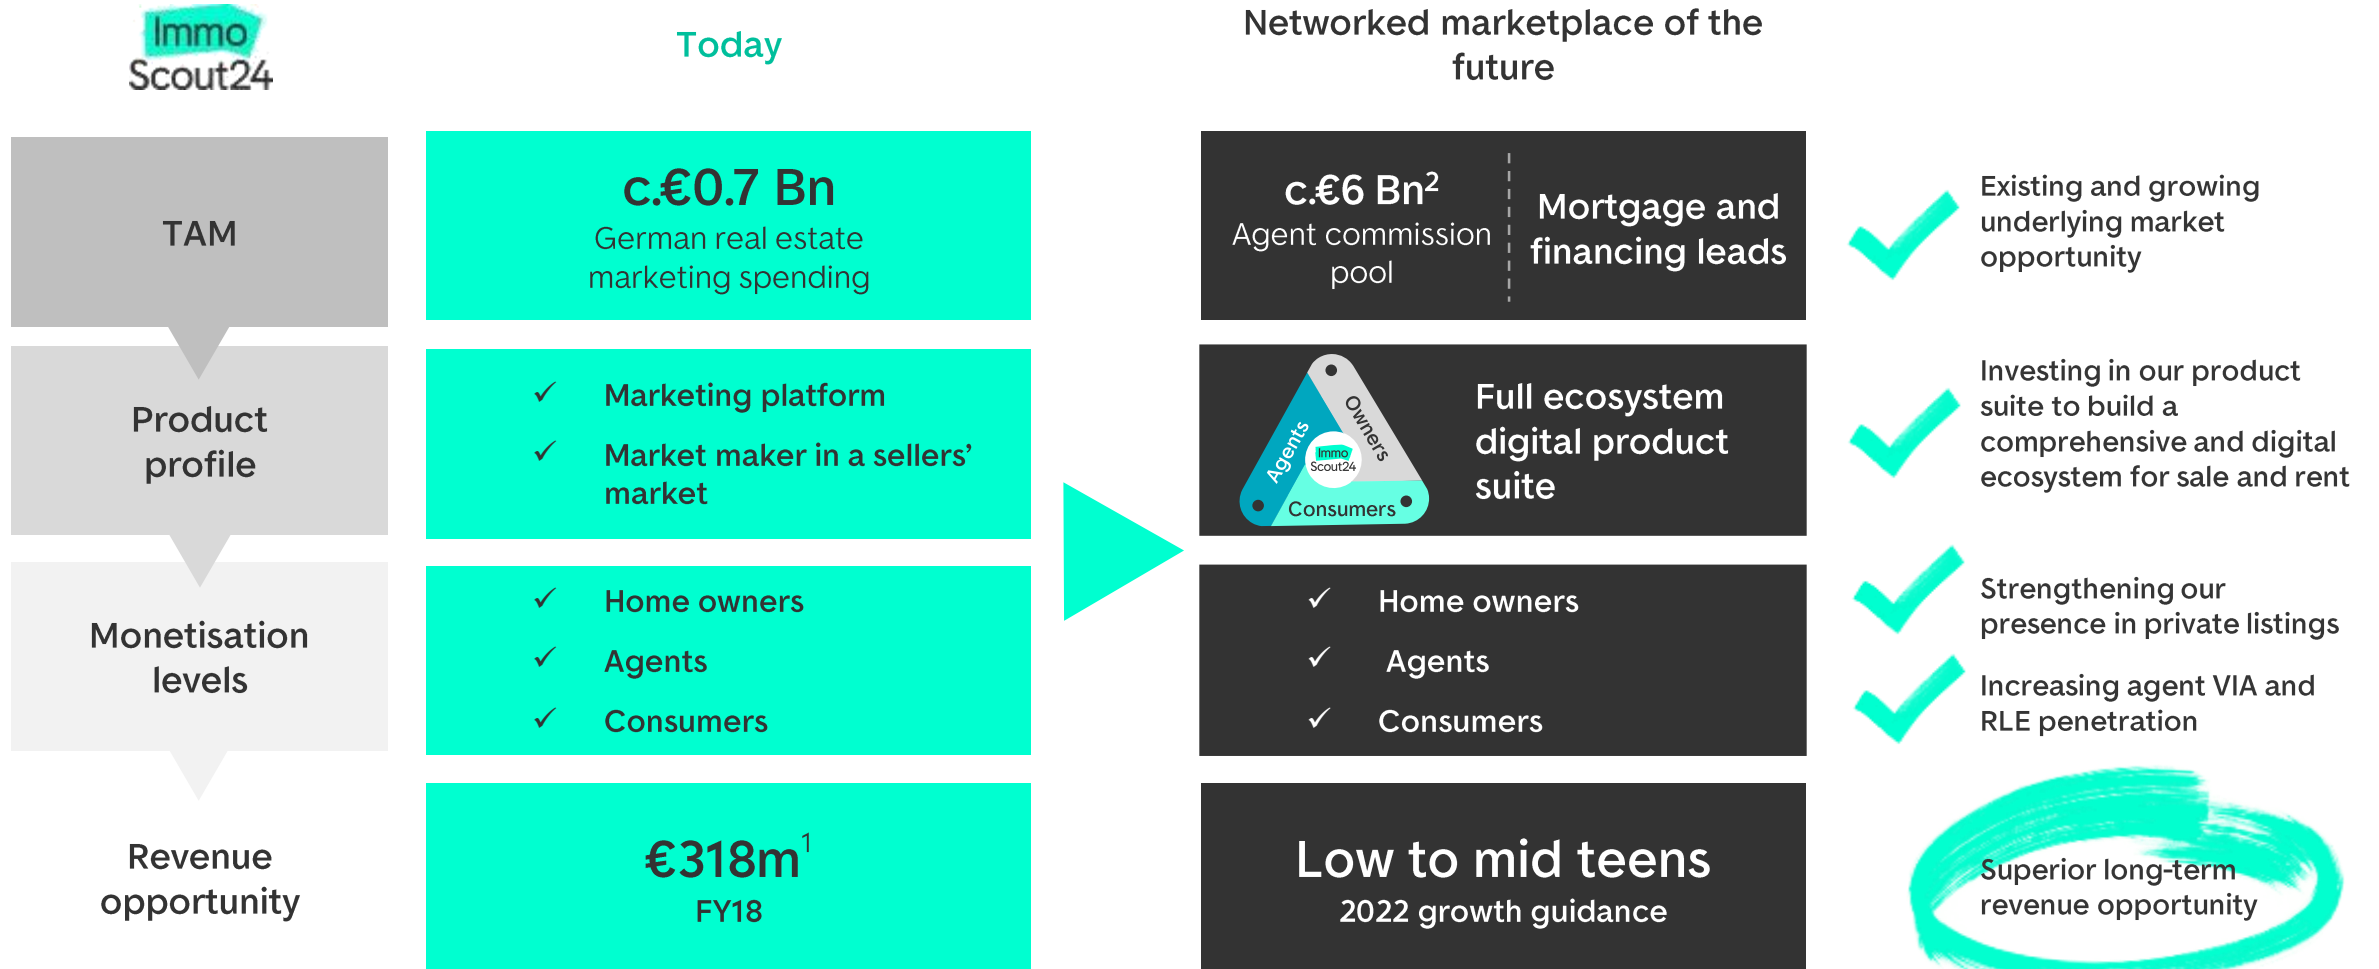 Immo
Scout24
Today
Networked marketplace of the
future
TAM
c.€0.7 Bn
German real estate
marketing spending
c.€6 Bn²
Agent commission
pool
Mortgage and
financing leads
Existing and growing
underlying market
opportunity
Product
profile
✓ Marketing platform
✓ Market maker in a sellers’
market
Agents
Owners
Consumers
Immo
Scout24
Full ecosystem
digital product
suite
Investing in our product
suite to build a
comprehensive and digital
ecosystem for sale and rent
Monetisation
levels
✓ Home owners
✓ Agents
✓ Consumers
✓ Home owners
✓ Agents
✓ Consumers
Strengthening our
presence in private listings
Increasing agent VIA and
RLE penetration
Revenue
opportunity
€318m¹
FY18
Low to mid teens
2022 growth guidance
Superior long-term
revenue opportunity